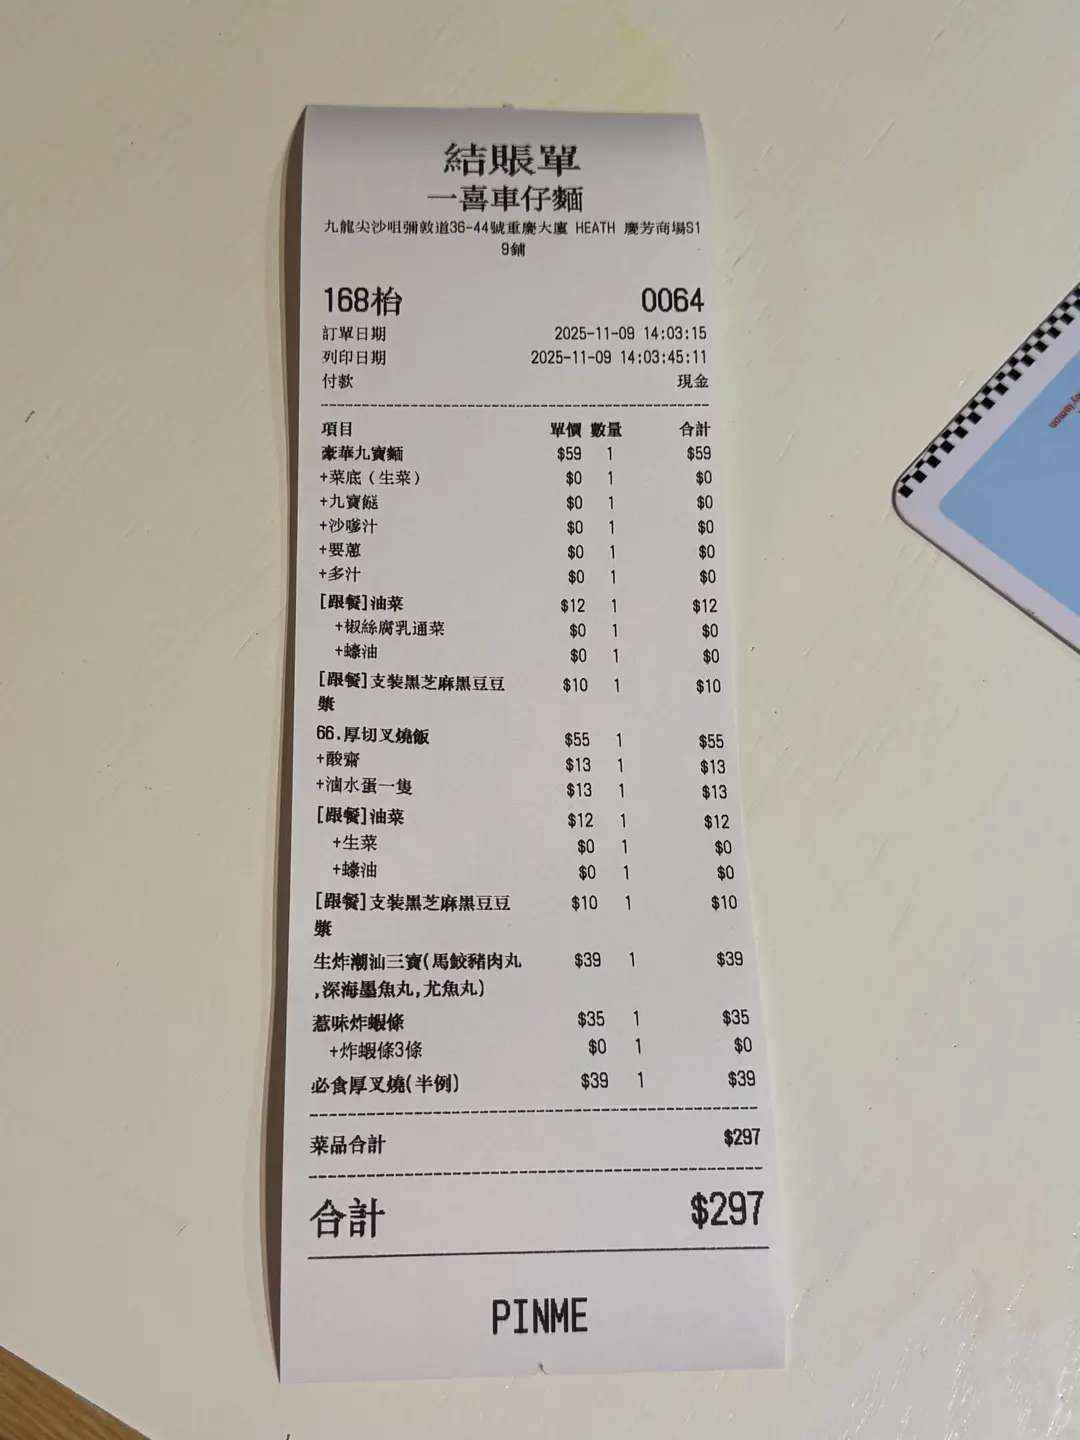 結賬單
一喜車仔麵
九龍尖沙咀彌敦道36-44號重慶大廈 HEATH 慶芳商場S1
9鋪
168枱 0064
訂單日期 2025-11-09 14:03:15
列印日期 2025-11-09 14:03:45:11
付款 現金
項目 單價 數量 合計
豪華九寶麵 $59 1 $59
+菜底(生菜) $0 1 $0
+九寶餸 $0 1 $0
+沙嗲汁 $0 1 $0
+要蔥 $0 1 $0
+多汁 $0 1 $0
[跟餐]油菜 $12 1 $12
+椒絲腐乳通菜 $0 1 $0
+蠔油 $0 1 $0
[跟餐]支裝黑芝麻黑豆豆 $10 1 $10
漿
66.厚切叉燒飯 $55 1 $55
+酸齋 $13 1 $13
+滷水蛋一隻 $13 1 $13
[跟餐]油菜 $12 1 $12
+生菜 $0 1 $0
+蠔油 $0 1 $0
[跟餐]支裝黑芝麻黑豆豆 $10 1 $10
漿
生炸潮汕三寶(馬鮫豬肉丸 $39 1 $39
,深海墨魚丸,尤魚丸)
惹味炸蝦條 $35 1 $35
+炸蝦條3條 $0 1 $0
必食厚叉燒(半例) $39 1 $39
菜品合計 $297
合計 $297
PINME
lemon